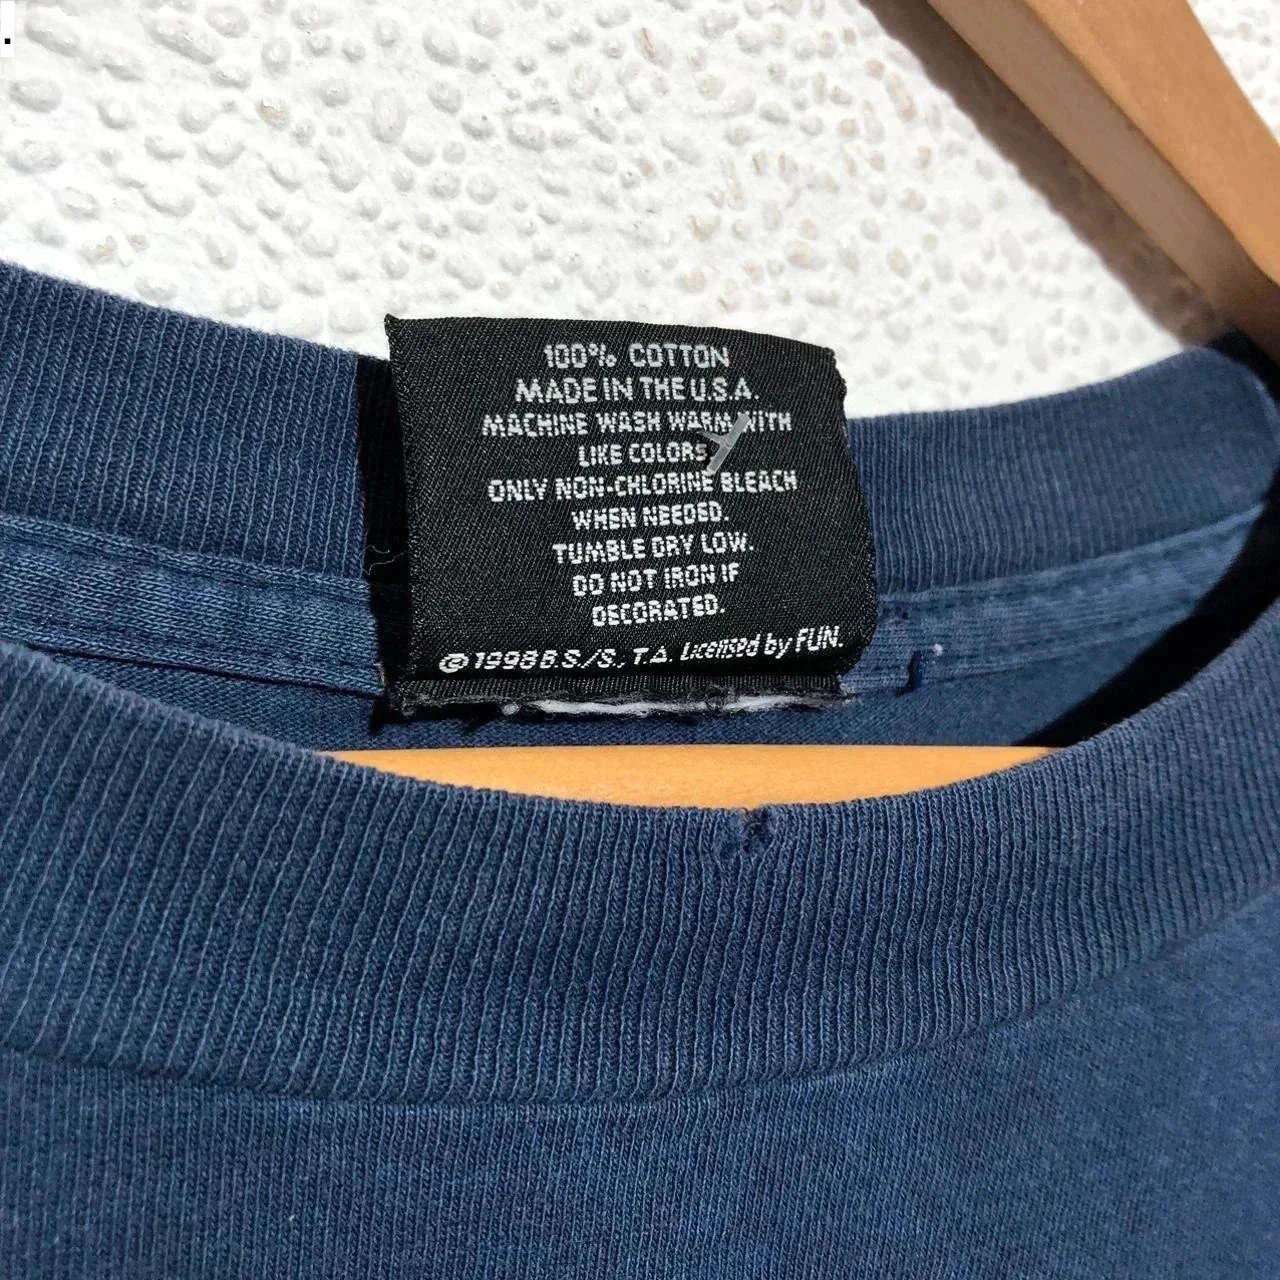 .
100% COTTON
MADE IN THE U.S.A.
MACHINE WASH WARM WITH
LIKE COLORS
ONLY NON-CHLORINE BLEACH
WHEN NEEDED.
TUMBLE DRY LOW.
DO NOT IRON IF
DECORATED.
©1998 B.S./S., T.A. Licensed by FUN.